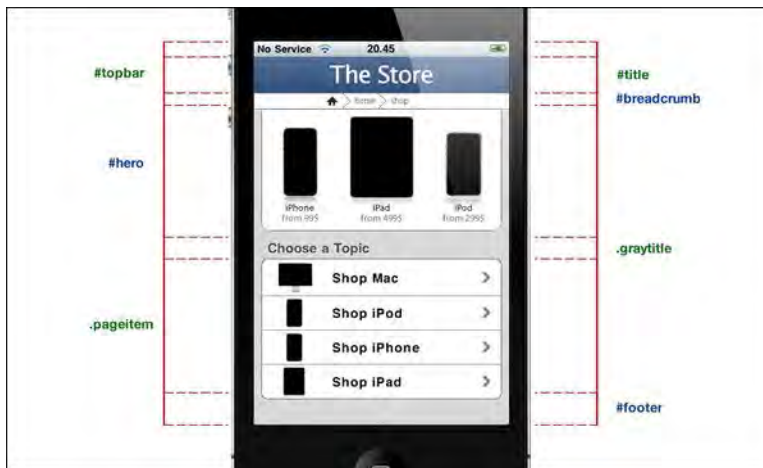 No Service 20.45
#topbar
The Store
#title
home shop
#breadcrumb
#hero
iPhone iPad iPod
from 995 from 4995 from 2995
.graytitle
Choose a Topic
Shop Mac
Shop iPod
.pageitem
Shop iPhone
Shop iPad
#footer